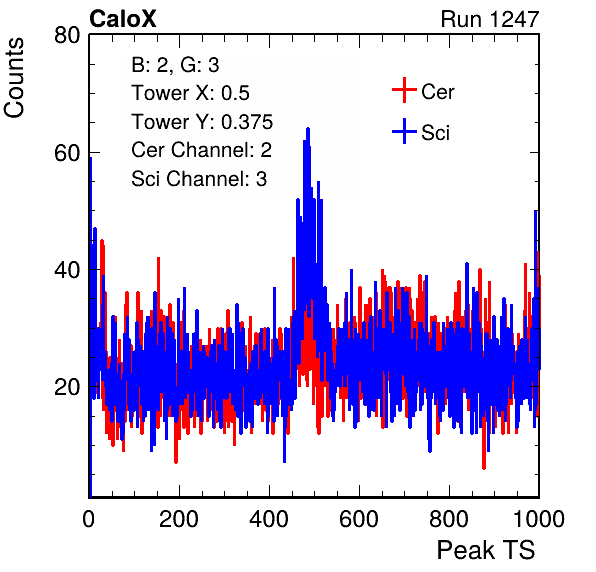 CaloX Run 1247
Counts
80
B: 2, G: 3
Tower X: 0.5
Tower Y: 0.375
Cer Channel: 2
Sci Channel: 3
Cer
Sci
60
40
20
0 200 400 600 800 1000
Peak TS